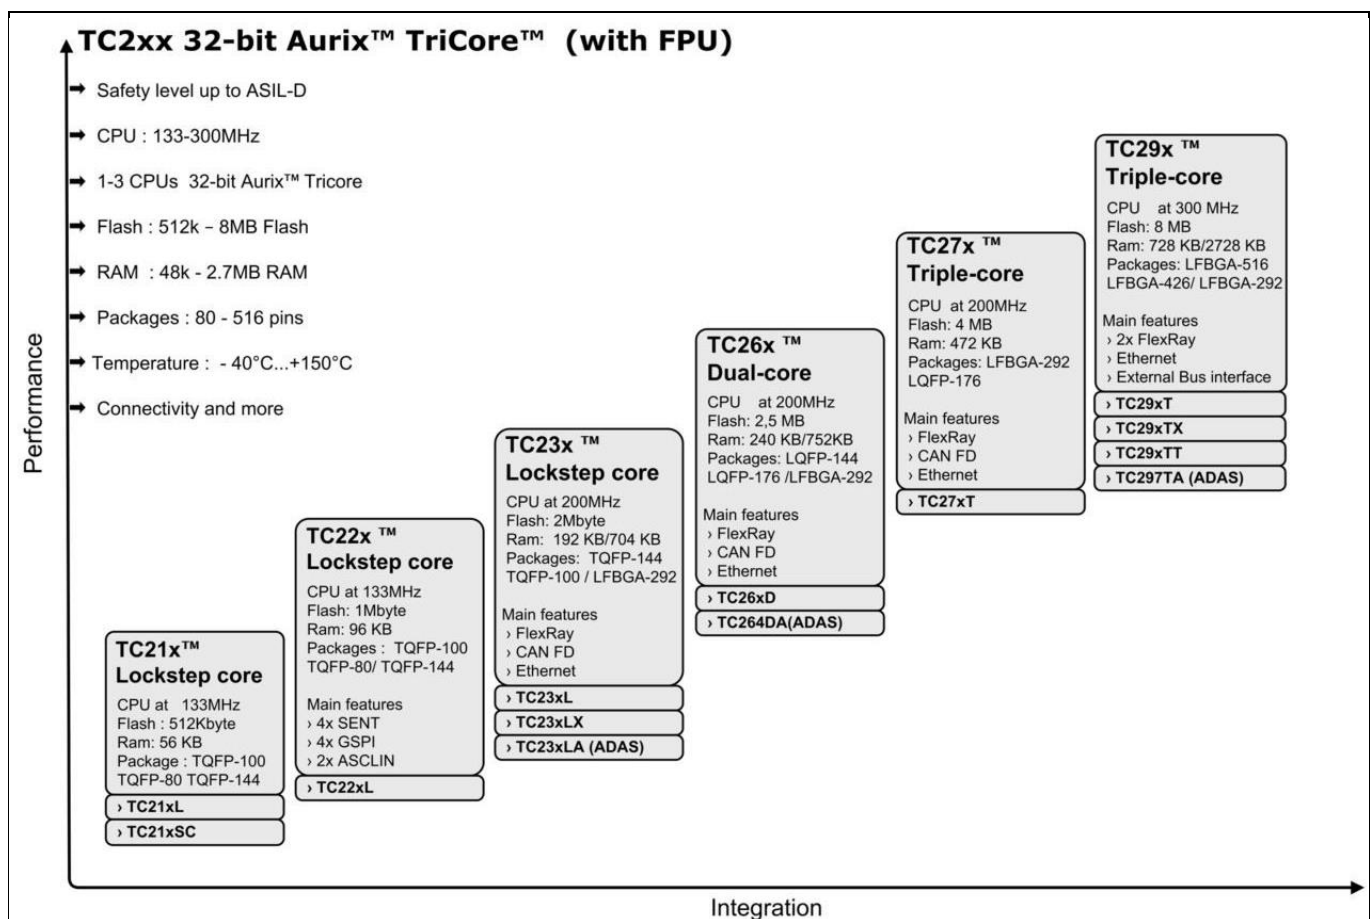 TC2xx 32-bit Aurix™ TriCore™ (with FPU)
Safety level up to ASIL-D
CPU : 133-300MHz
1-3 CPUs 32-bit Aurix™ Tricore
Flash : 512k – 8MB Flash
RAM : 48k - 2.7MB RAM
Packages : 80 - 516 pins
Temperature : - 40°C...+150°C
Connectivity and more
Performance
TC21x™
Lockstep core
CPU at 133MHz
Flash : 512Kbyte
Ram: 56 KB
Package : TQFP-100
TQFP-80 TQFP-144
› TC21xL
› TC21xSC
TC22x ™
Lockstep core
CPU at 133MHz
Flash: 1Mbyte
Ram: 96 KB
Packages : TQFP-100
TQFP-80/ TQFP-144
Main features
› 4x SENT
› 4x GSPI
› 2x ASCLIN
› TC22xL
TC23x ™
Lockstep core
CPU at 200MHz
Flash: 2Mbyte
Ram: 192 KB/704 KB
Packages: TQFP-144
TQFP-100 / LFBGA-292
Main features
› FlexRay
› CAN FD
› Ethernet
› TC23xL
› TC23xLX
› TC23xLA (ADAS)
TC26x ™
Dual-core
CPU at 200MHz
Flash: 2,5 MB
Ram: 240 KB/752KB
Packages: LQFP-144
LQFP-176 /LFBGA-292
Main features
› FlexRay
› CAN FD
› Ethernet
› TC26xD
› TC264DA(ADAS)
TC27x ™
Triple-core
CPU at 200MHz
Flash: 4 MB
Ram: 472 KB
Packages: LFBGA-292
LQFP-176
Main features
› FlexRay
› CAN FD
› Ethernet
› TC27xT
TC29x ™
Triple-core
CPU at 300 MHz
Flash: 8 MB
Ram: 728 KB/2728 KB
Packages: LFBGA-516
LFBGA-426/ LFBGA-292
Main features
› 2x FlexRay
› Ethernet
› External Bus interface
› TC29xT
› TC29xTX
› TC29xTT
› TC297TA (ADAS)
Integration